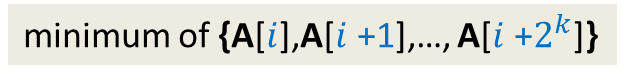 minimum of {A[i],A[i +1],..., A[i +2^k]}